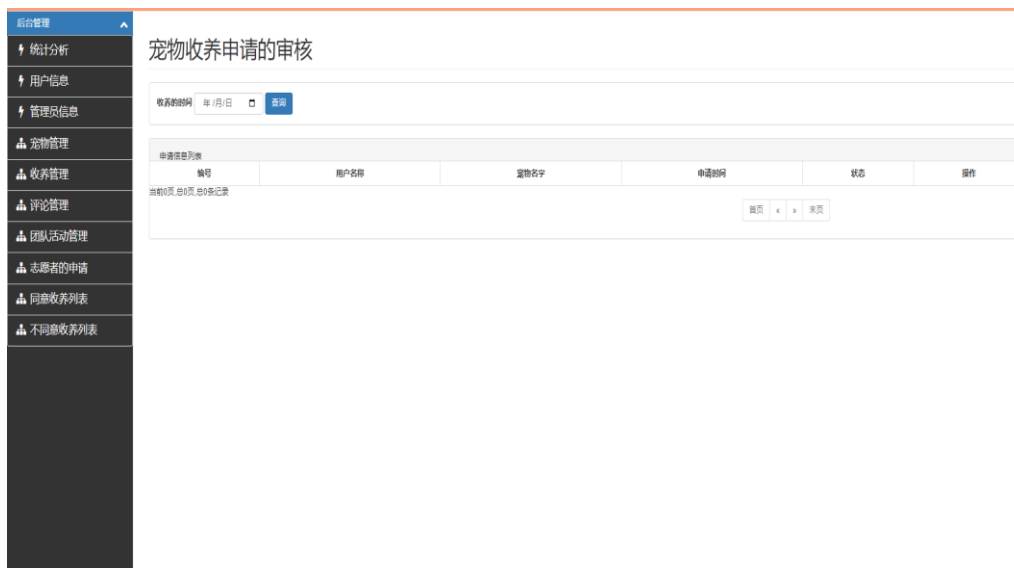 后台管理
统计分析
用户信息
管理员信息
宠物管理
收养管理
评论管理
团队活动管理
志愿者的申请
同意收养列表
不同意收养列表
宠物收养申请的审核
收养的时间 年/月/日 查询
申请信息列表
编号 用户名称 宠物名字 申请时间 状态 操作
当前0页,总0页,总0条记录
首页 « » 末页